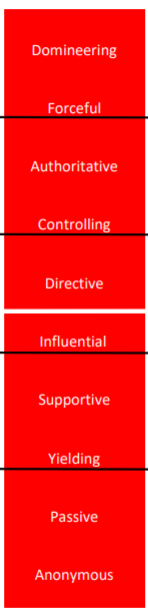 Domineering
Forceful
Authoritative
Controlling
Directive
Influential
Supportive
Yielding
Passive
Anonymous